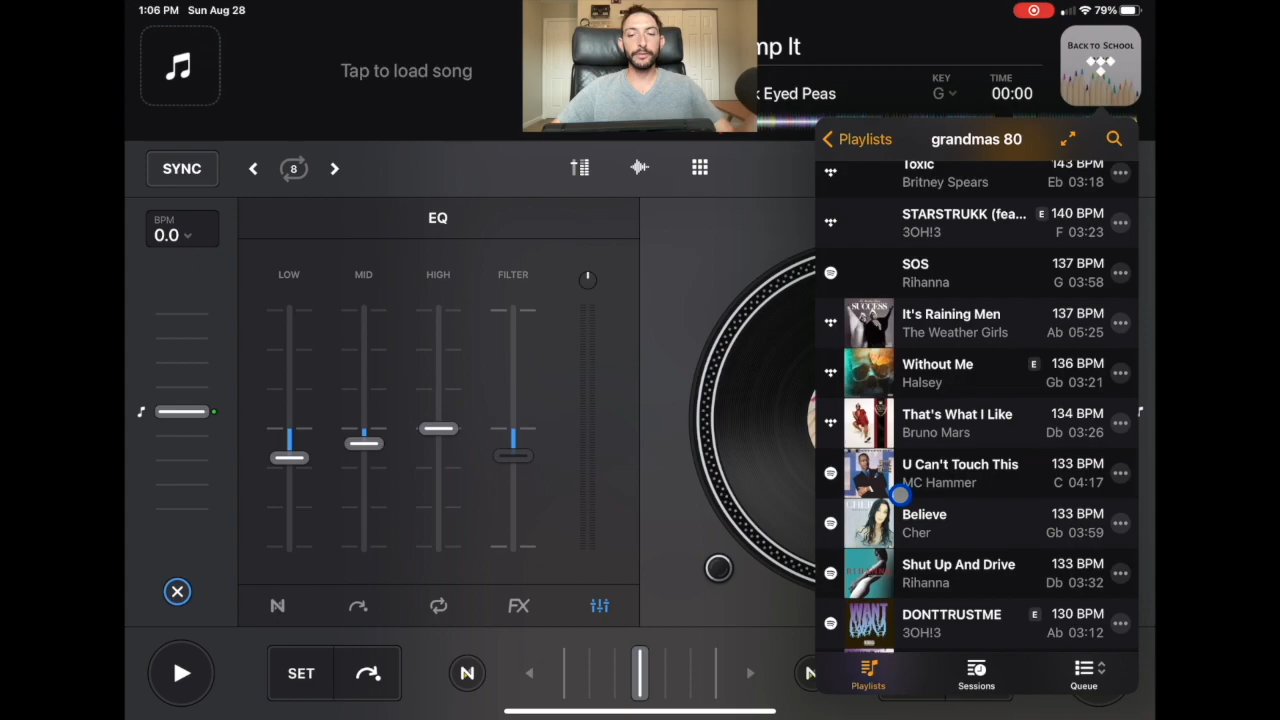 1:06 PM Sun Aug 28
79%
Tap to load song
mp It
Eyed Peas
KEY
G
TIME
00:00
BACK TO SCHOOL
SYNC
8
BPM
0.0
EQ
LOW MID HIGH FILTER
FX
SET
N
N
Playlists
grandmas 80
Toxic 143 BPM
Britney Spears Eb 03:18
STARSTRUKK (fea... E 140 BPM
3OH!3 F 03:23
SOS 137 BPM
Rihanna G 03:58
It's Raining Men 137 BPM
The Weather Girls Ab 05:25
Without Me E 136 BPM
Halsey Gb 03:21
That's What I Like 134 BPM
Bruno Mars Db 03:26
U Can't Touch This 133 BPM
MC Hammer C 04:17
Believe 133 BPM
Cher Gb 03:59
Shut Up And Drive 133 BPM
Rihanna Db 03:32
DONTTRUSTME E 130 BPM
3OH!3 Ab 03:12
Playlists Sessions Queue